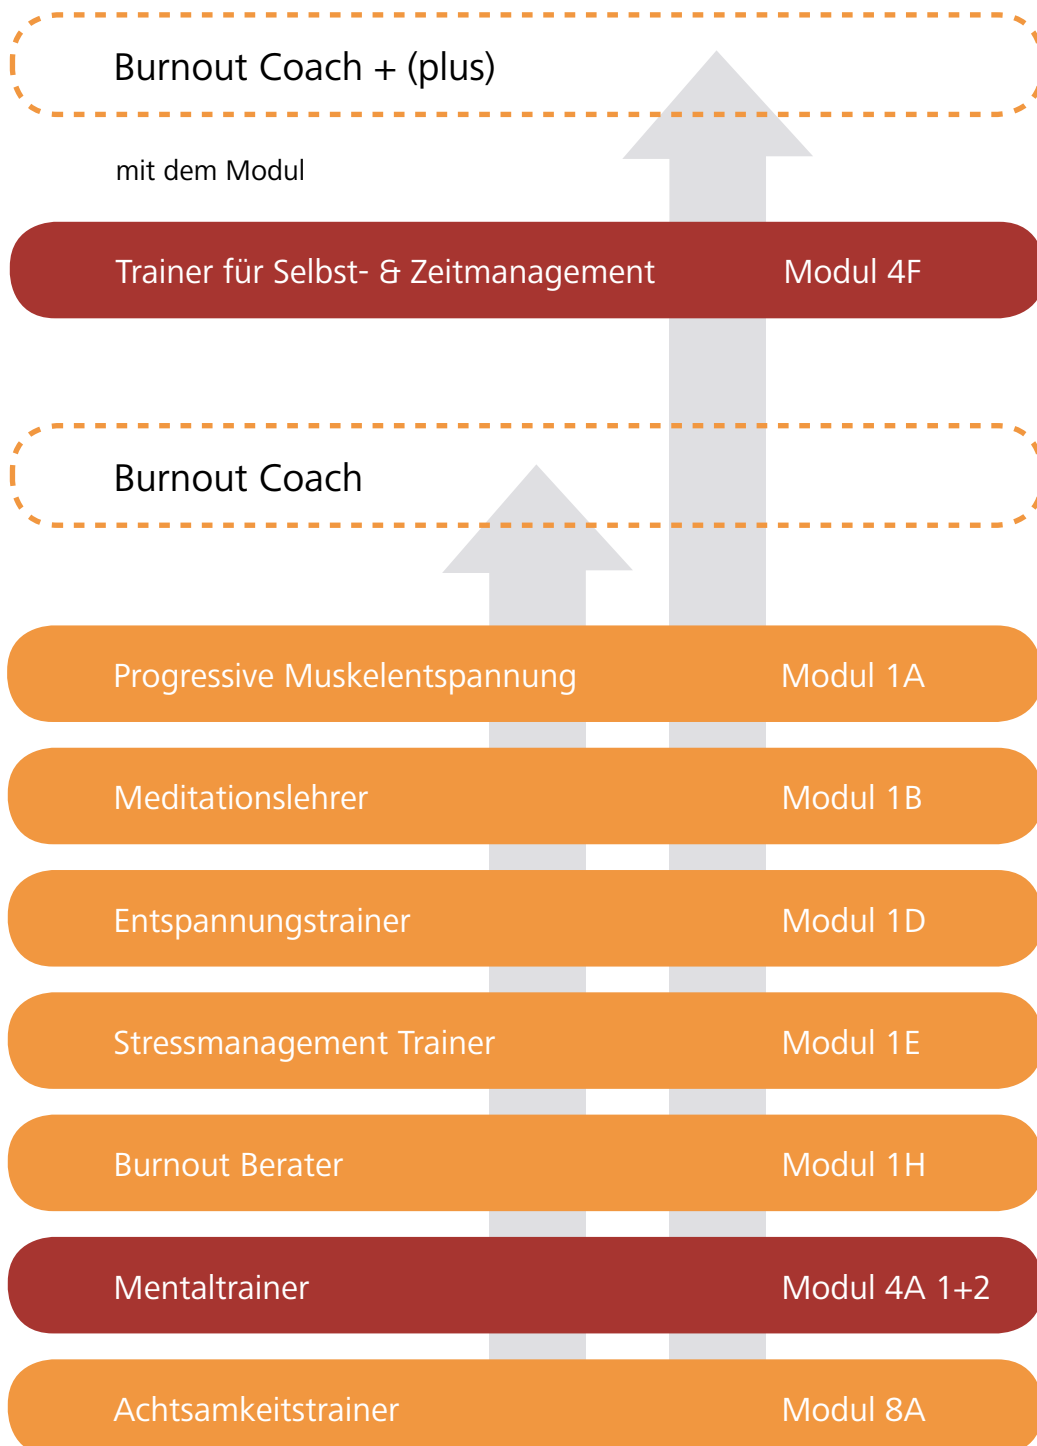 Burnout Coach + (plus)
mit dem Modul
Trainer für Selbst- & Zeitmanagement Modul 4F
Burnout Coach
Progressive Muskelentspannung Modul 1A
Meditationslehrer Modul 1B
Entspannungstrainer Modul 1D
Stressmanagement Trainer Modul 1E
Burnout Berater Modul 1H
Mentaltrainer Modul 4A 1+2
Achtsamkeitstrainer Modul 8A